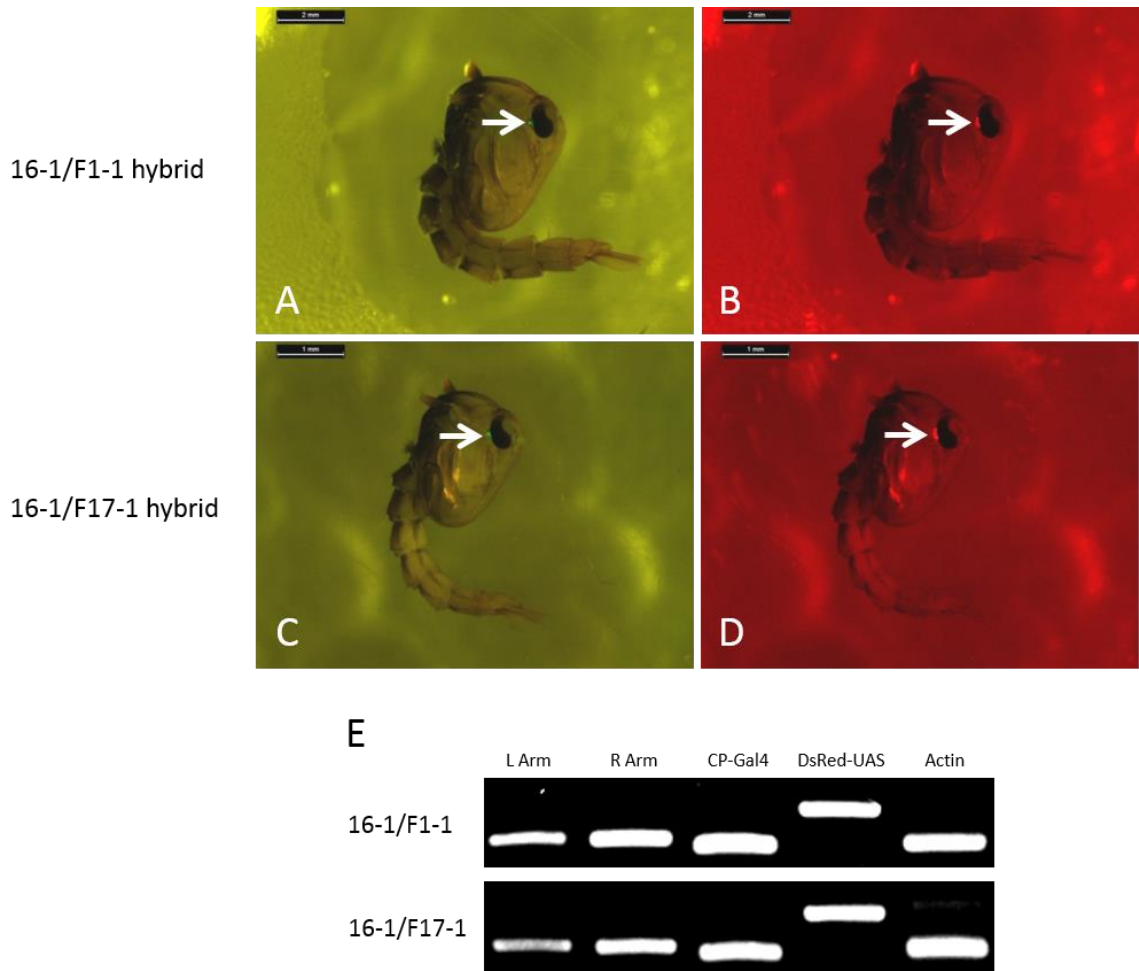 2 mm
2 mm
16-1/F1-1 hybrid
A
B
1 mm
1 mm
16-1/F17-1 hybrid
C
D
E
L Arm R Arm CP-Gal4 DsRed-UAS Actin
16-1/F1-1
16-1/F17-1